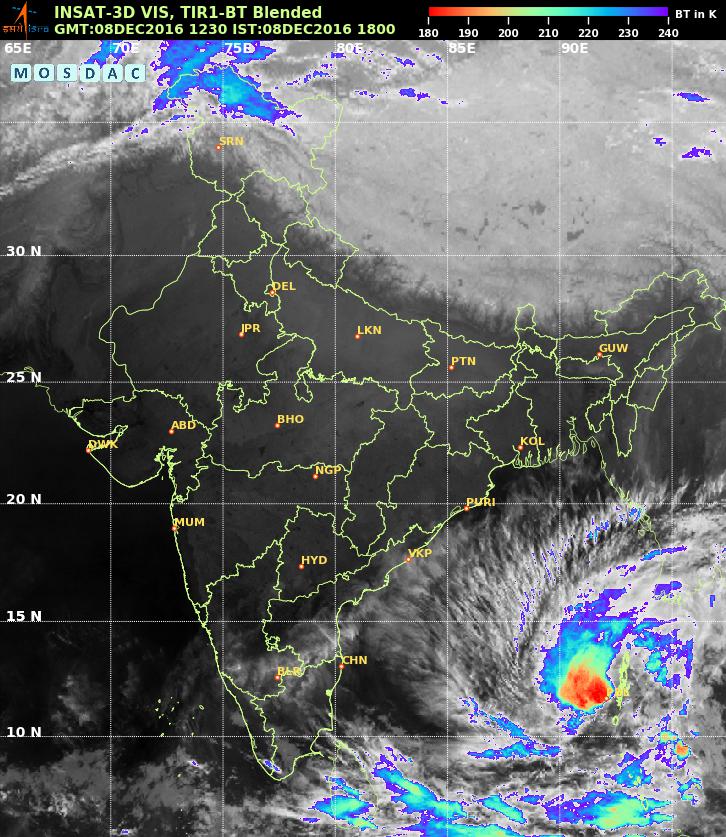 INSAT-3D VIS, TIR1-BT Blended
GMT:08DEC2016 1230 IST:08DEC2016 1800
BT in K
180 190 200 210 220 230 240
65E 70E 75E 80E 85E 90E
MOSDAC
SRN
30 N
DEL
JPR
LKN
GUW
PTN
25 N
ABD
BHO
DWK
KOL
NGP
20 N
PURI
MUM
VKP
HYD
15 N
CHN
BLR
10 N